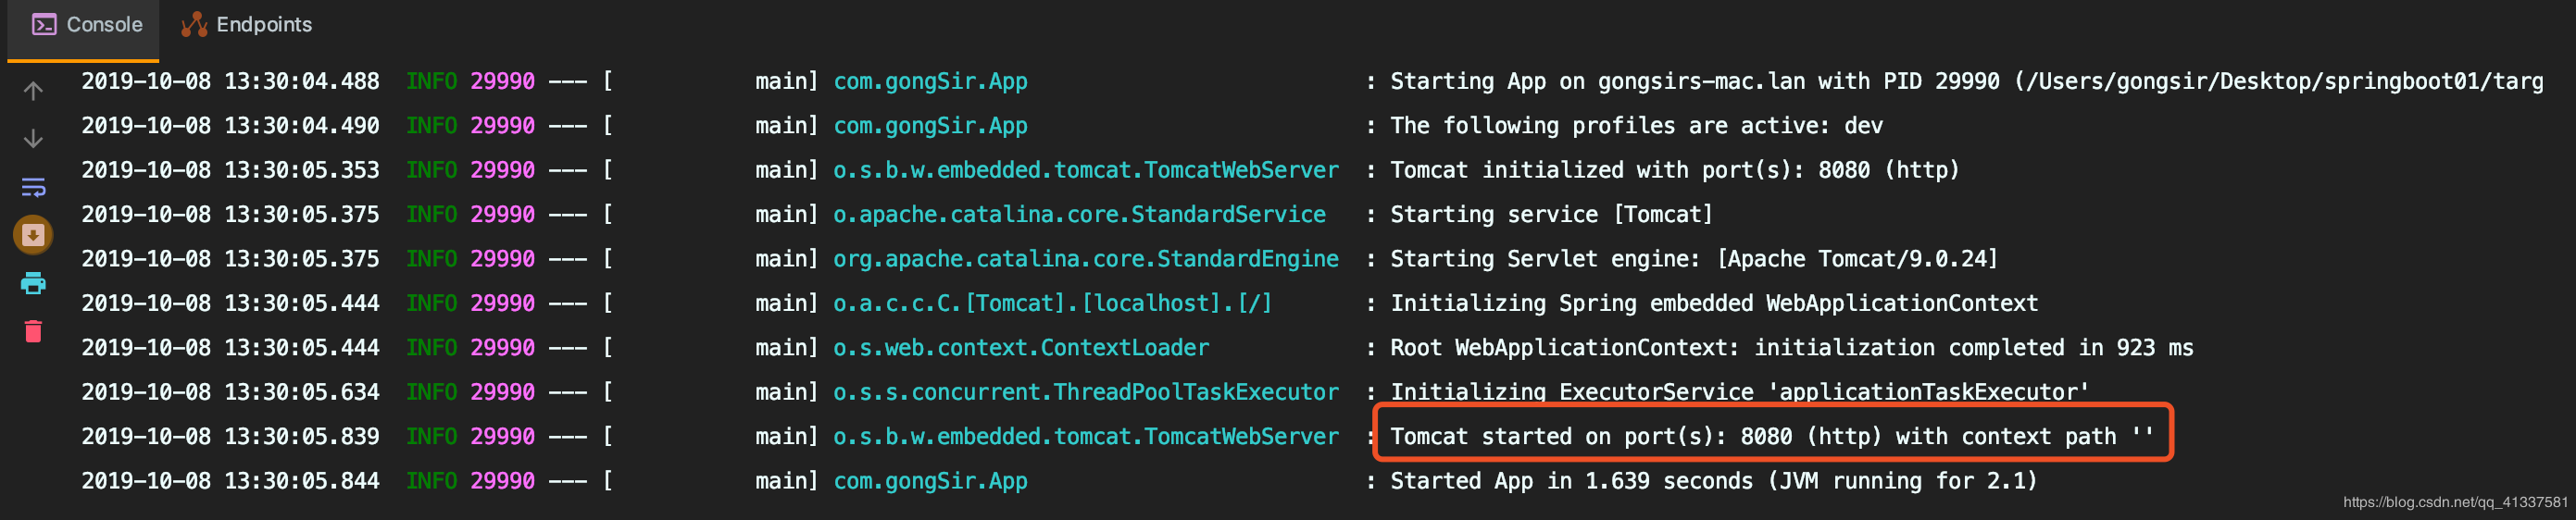 Console Endpoints
2019-10-08 13:30:04.488  INFO 29990 --- [           main] com.gongSir.App                          : Starting App on gongsirs-mac.lan with PID 29990 (/Users/gongsir/Desktop/springboot01/targ
2019-10-08 13:30:04.490  INFO 29990 --- [           main] com.gongSir.App                          : The following profiles are active: dev
2019-10-08 13:30:05.353  INFO 29990 --- [           main] o.s.b.w.embedded.tomcat.TomcatWebServer  : Tomcat initialized with port(s): 8080 (http)
2019-10-08 13:30:05.375  INFO 29990 --- [           main] o.apache.catalina.core.StandardService   : Starting service [Tomcat]
2019-10-08 13:30:05.375  INFO 29990 --- [           main] org.apache.catalina.core.StandardEngine  : Starting Servlet engine: [Apache Tomcat/9.0.24]
2019-10-08 13:30:05.444  INFO 29990 --- [           main] o.a.c.c.C.[Tomcat].[localhost].[/]       : Initializing Spring embedded WebApplicationContext
2019-10-08 13:30:05.444  INFO 29990 --- [           main] o.s.web.context.ContextLoader            : Root WebApplicationContext: initialization completed in 923 ms
2019-10-08 13:30:05.634  INFO 29990 --- [           main] o.s.s.concurrent.ThreadPoolTaskExecutor  : Initializing ExecutorService 'applicationTaskExecutor'
2019-10-08 13:30:05.839  INFO 29990 --- [           main] o.s.b.w.embedded.tomcat.TomcatWebServer  : Tomcat started on port(s): 8080 (http) with context path ''
2019-10-08 13:30:05.844  INFO 29990 --- [           main] com.gongSir.App                          : Started App in 1.639 seconds (JVM running for 2.1)
https://blog.csdn.net/qq_41337581